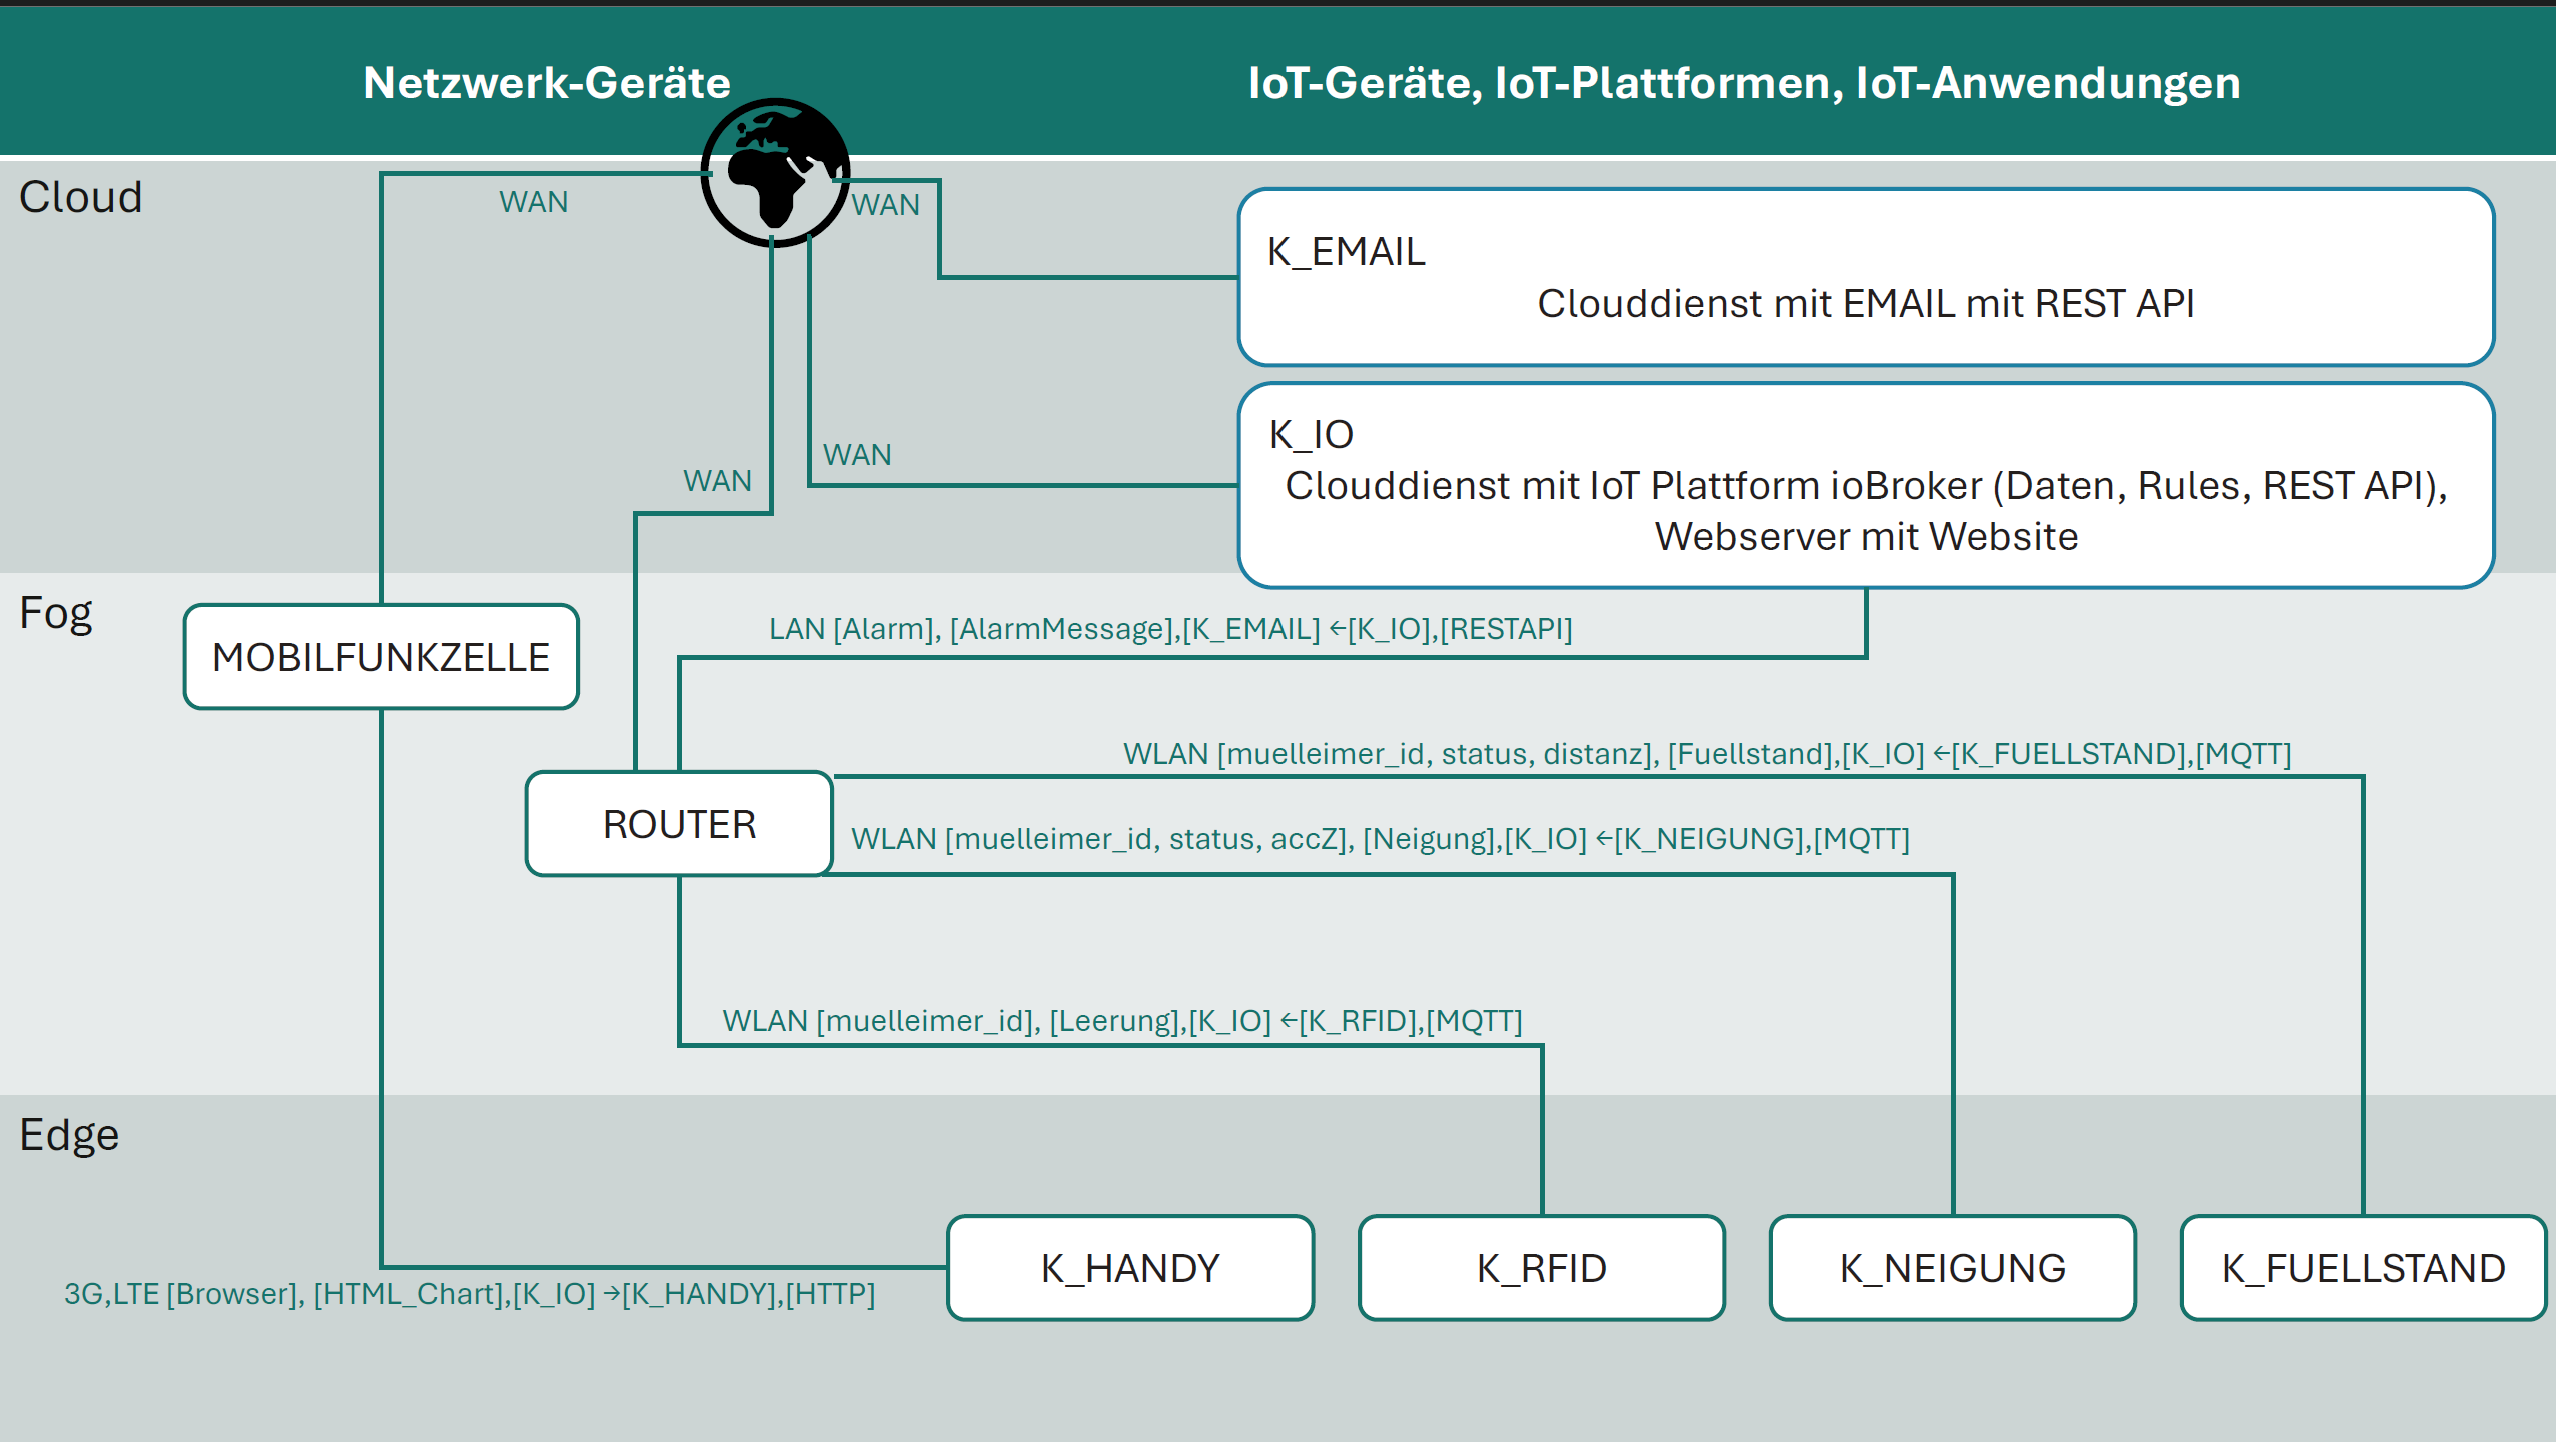 Netzwerk-Geräte
IoT-Geräte, IoT-Plattformen, IoT-Anwendungen
Cloud
WAN
WAN
K_EMAIL
Clouddienst mit EMAIL mit REST API
WAN
WAN
K_IO
Clouddienst mit IoT Plattform ioBroker (Daten, Rules, REST API),
Webserver mit Website
Fog
MOBILFUNKZELLE
LAN [Alarm], [AlarmMessage],[K_EMAIL] ←[K_IO],[RESTAPI]
WLAN [muelleimer_id, status, distanz], [Fuellstand],[K_IO] ←[K_FUELLSTAND],[MQTT]
ROUTER
WLAN [muelleimer_id, status, accZ], [Neigung],[K_IO] ←[K_NEIGUNG],[MQTT]
WLAN [muelleimer_id], [Leerung],[K_IO] ←[K_RFID],[MQTT]
Edge
K_HANDY
K_RFID
K_NEIGUNG
K_FUELLSTAND
3G,LTE [Browser], [HTML_Chart],[K_IO] →[K_HANDY],[HTTP]